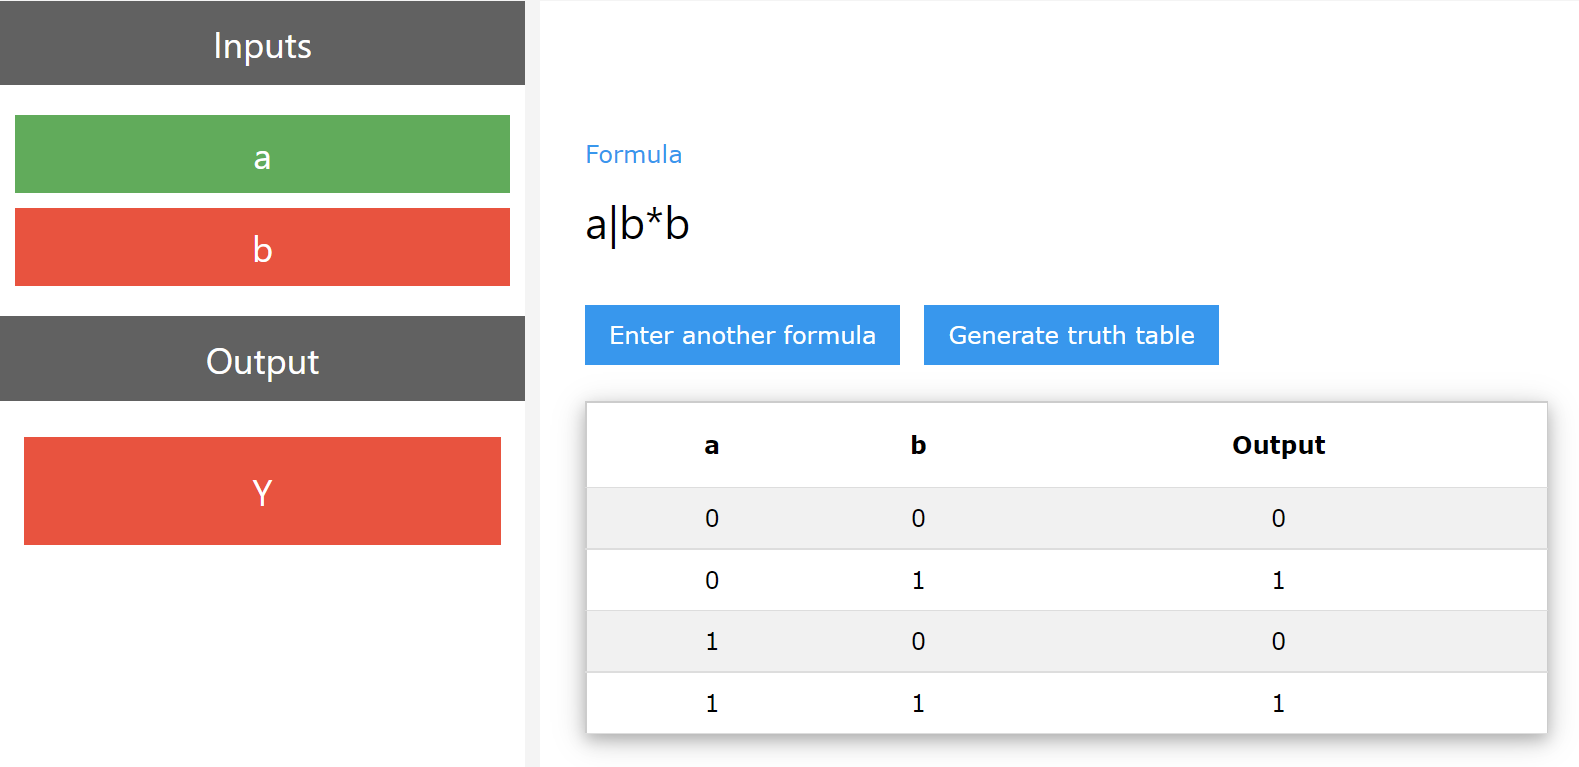 Inputs
a
b
Output
Y
Formula
a|b*b
Enter another formula Generate truth table
a b Output
0 0 0
0 1 1
1 0 0
1 1 1